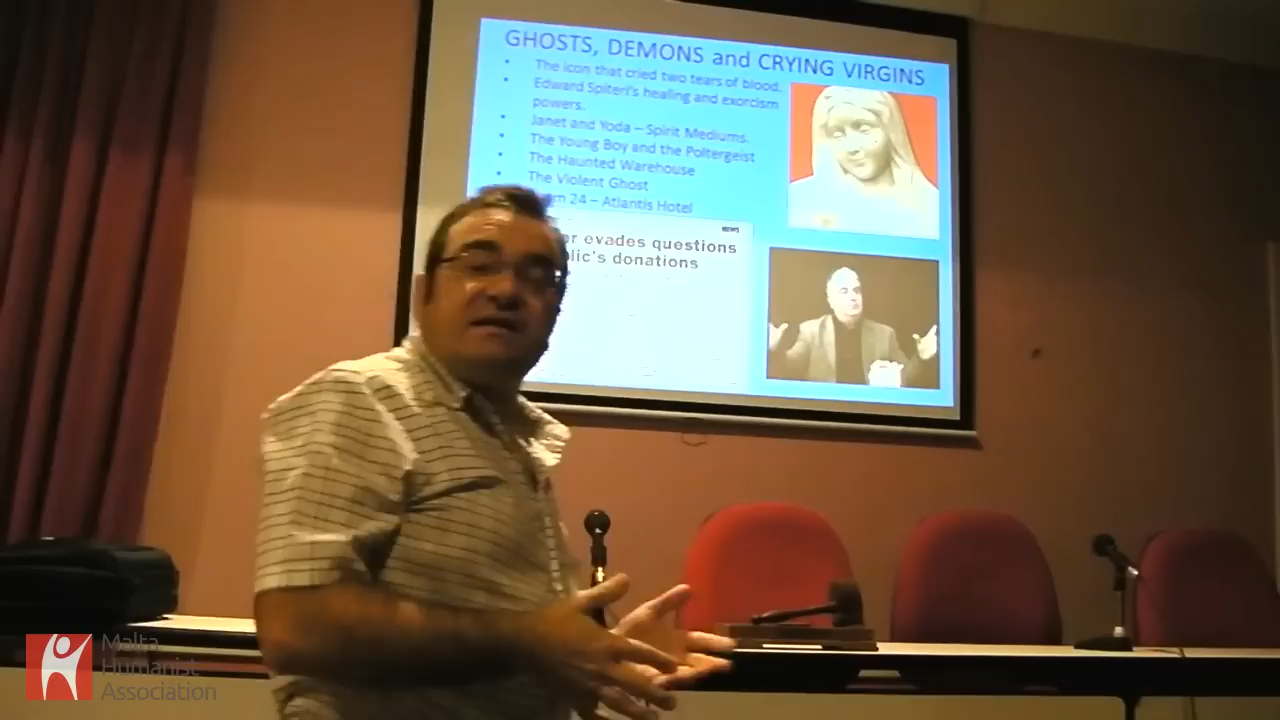 GHOSTS, DEMONS and CRYING VIRGINS
• The icon that cried two tears of blood.
• Edward Spiteri's healing and exorcism
powers.
• Janet and Yoda – Spirit Mediums.
• The Young Boy and the Poltergeist
• The Haunted Warehouse
• The Violent Ghost
24 – Atlantis Hotel
NEWS
evades questions
donations
Malta
Humanist
Association